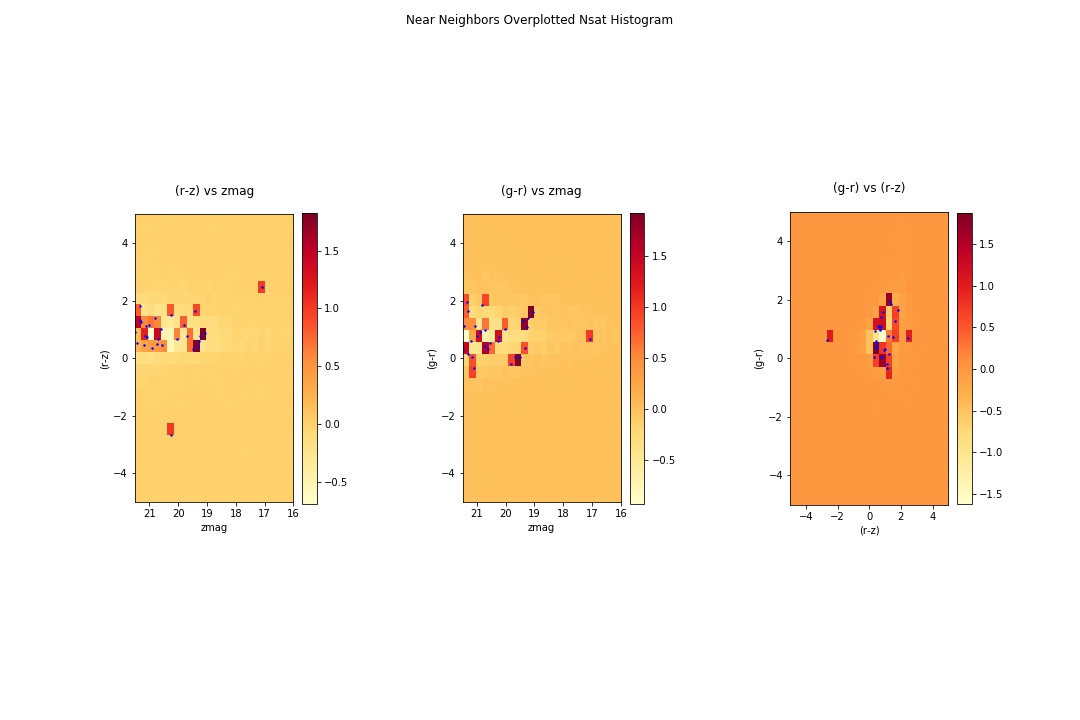 Near Neighbors Overplotted Nsat Histogram
(r-z) vs zmag
(r-z)
4
2
0
−2
−4
21 20 19 18 17 16
zmag
1.5
1.0
0.5
0.0
−0.5
(g-r) vs zmag
(g-r)
4
2
0
−2
−4
21 20 19 18 17 16
zmag
1.5
1.0
0.5
0.0
−0.5
(g-r) vs (r-z)
(g-r)
4
2
0
−2
−4
−4 −2 0 2 4
(r-z)
1.5
1.0
0.5
0.0
−0.5
−1.0
−1.5